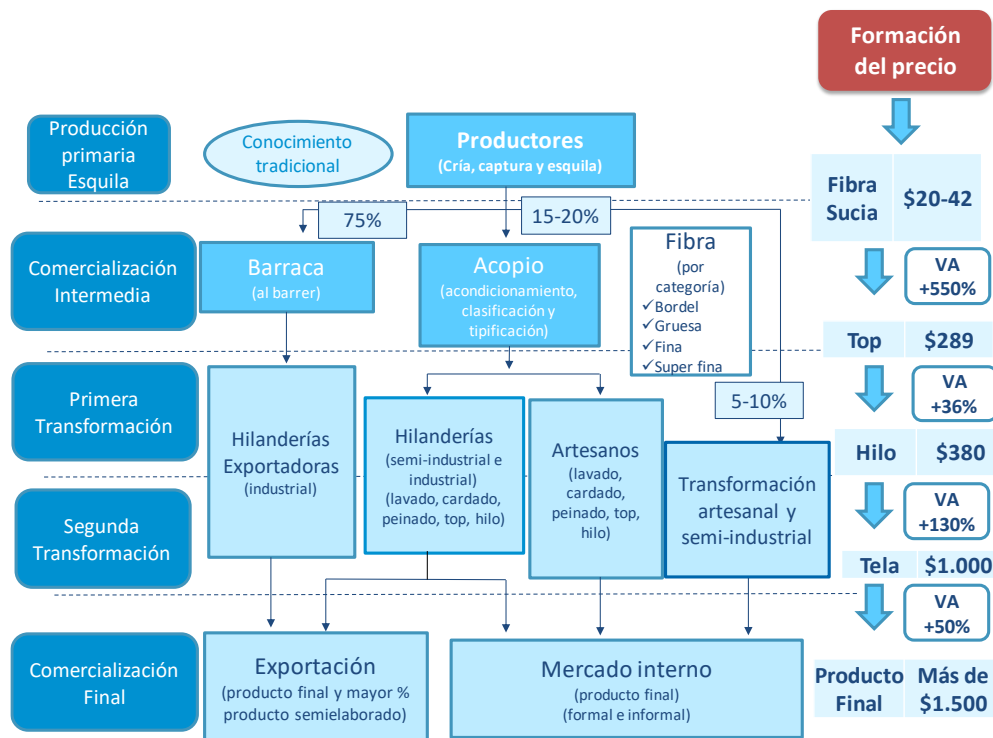 Formación
del precio
Producción
primaria
Esquila
Conocimiento
tradicional
Productores
(Cría, captura y esquila)
Fibra
Sucia
$20-42
75%
15-20%
Comercialización
Intermedia
Barraca
(al barrer)
Acopio
(acondicionamiento,
clasificación y
tipificación)
Fibra
(por
categoría)
✓Bordel
✓Gruesa
✓Fina
✓Super fina
VA
+550%
Top
$289
Primera
Transformación
5-10%
VA
+36%
Hilanderías
Exportadoras
(industrial)
Hilanderías
(semi-industrial e
industrial)
(lavado, cardado,
peinado, top, hilo)
Artesanos
(lavado,
cardado,
peinado, top,
hilo)
Transformación
artesanal y
semi-industrial
Hilo
$380
Segunda
Transformación
VA
+130%
Tela
$1.000
VA
+50%
Comercialización
Final
Exportación
(producto final y mayor %
producto semielaborado)
Mercado interno
(producto final)
(formal e informal)
Producto
Final
Más de
$1.500